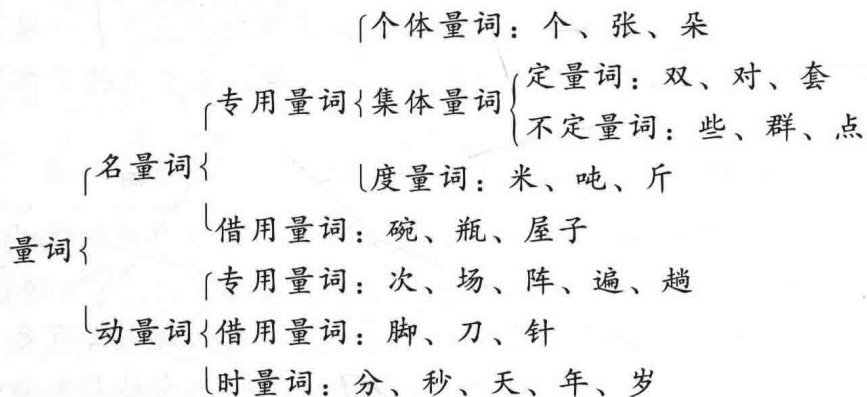 个体量词：个、张、朵
专用量词 集体量词 定量词：双、对、套
不定量词：些、群、点
名量词 度量词：米、吨、斤
借用量词：碗、瓶、屋子
量词
专用量词：次、场、阵、遍、趟
动量词 借用量词：脚、刀、针
时量词：分、秒、天、年、岁